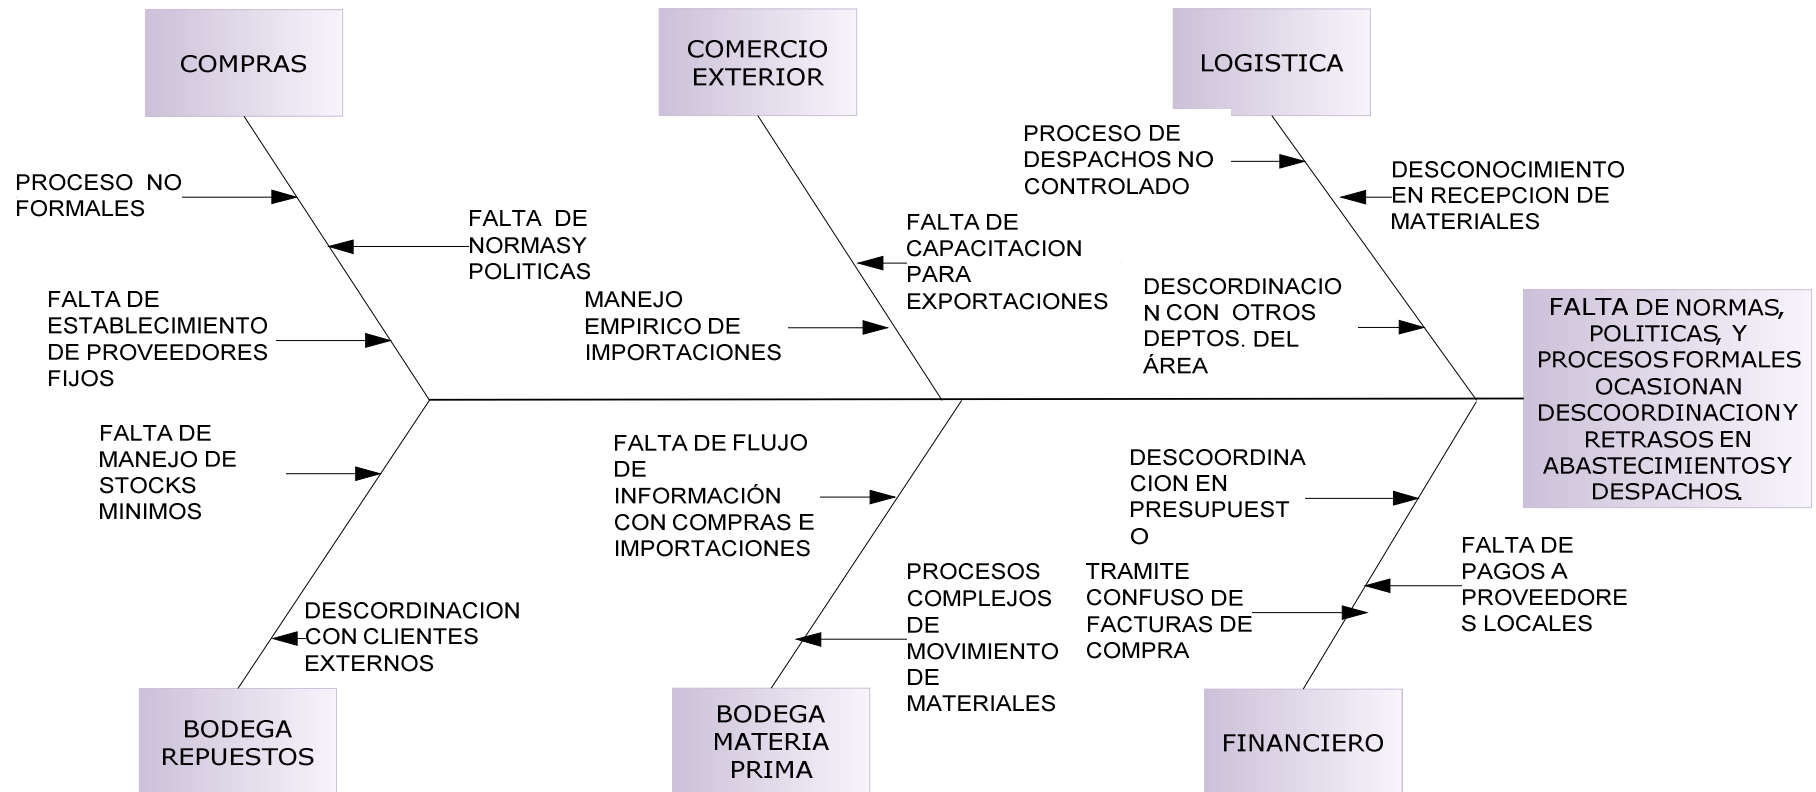 COMPRAS
COMERCIO
EXTERIOR
LOGISTICA
PROCESO NO
FORMALES
FALTA DE
NORMASY
POLITICAS
FALTA DE
ESTABLECIMIENTO
DE PROVEEDORES
FIJOS
MANEJO
EMPIRICO DE
IMPORTACIONES
FALTA DE
CAPACITACION
PARA
EXPORTACIONES
PROCESO DE
DESPACHOS NO
CONTROLADO
DESCONOCIMIENTO
EN RECEPCION DE
MATERIALES
DESCORDINACIO
N CON OTROS
DEPTOS. DEL
ÁREA
FALTA DE NORMAS,
POLITICAS, Y
PROCESOS FORMALES
OCASIONAN
DESCOORDINACION Y
RETRASOS EN
ABASTECIMIENTOS Y
DESPACHOS.
FALTA DE
MANEJO DE
STOCKS
MINIMOS
DESCORDINACION
CON CLIENTES
EXTERNOS
FALTA DE FLUJO
DE
INFORMACIÓN
CON COMPRAS E
IMPORTACIONES
PROCESOS
COMPLEJOS
DE
MOVIMIENTO
DE
MATERIALES
DESCOORDINA
CION EN
PRESUPUEST
O
TRAMITE
CONFUSO DE
FACTURAS DE
COMPRA
FALTA DE
PAGOS A
PROVEEDORE
S LOCALES
BODEGA
REPUESTOS
BODEGA
MATERIA
PRIMA
FINANCIERO